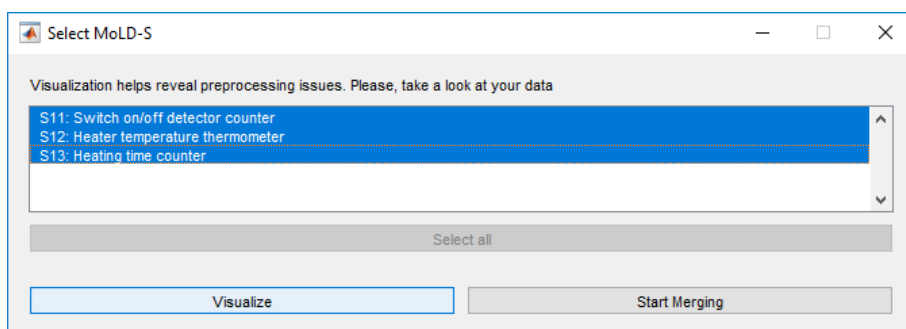 Select MoLD-S
Visualization helps reveal preprocessing issues. Please, take a look at your data
S11: Switch on/off detector counter
S12: Heater temperature thermometer
S13: Heating time counter
Select all
Visualize
Start Merging